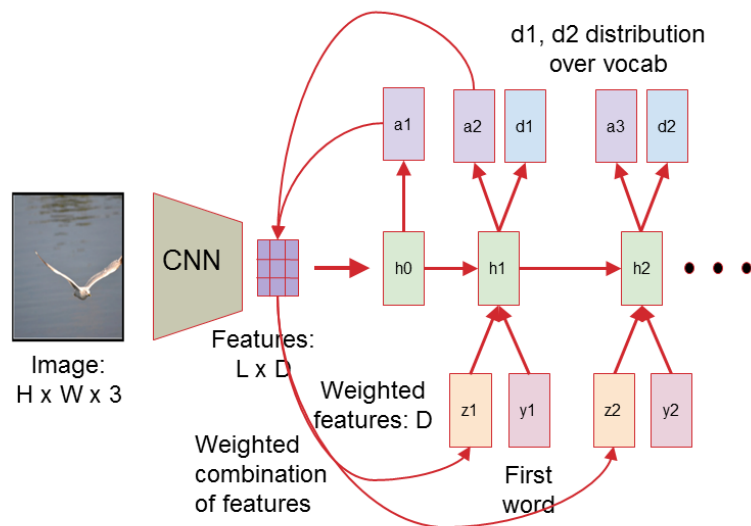 d1, d2 distribution
over vocab
a1
a2
d1
a3
d2
CNN
h0
h1
h2
Image:
H x W x 3
Features:
L x D
Weighted
features: D
z1
y1
z2
y2
Weighted
combination
of features
First
word